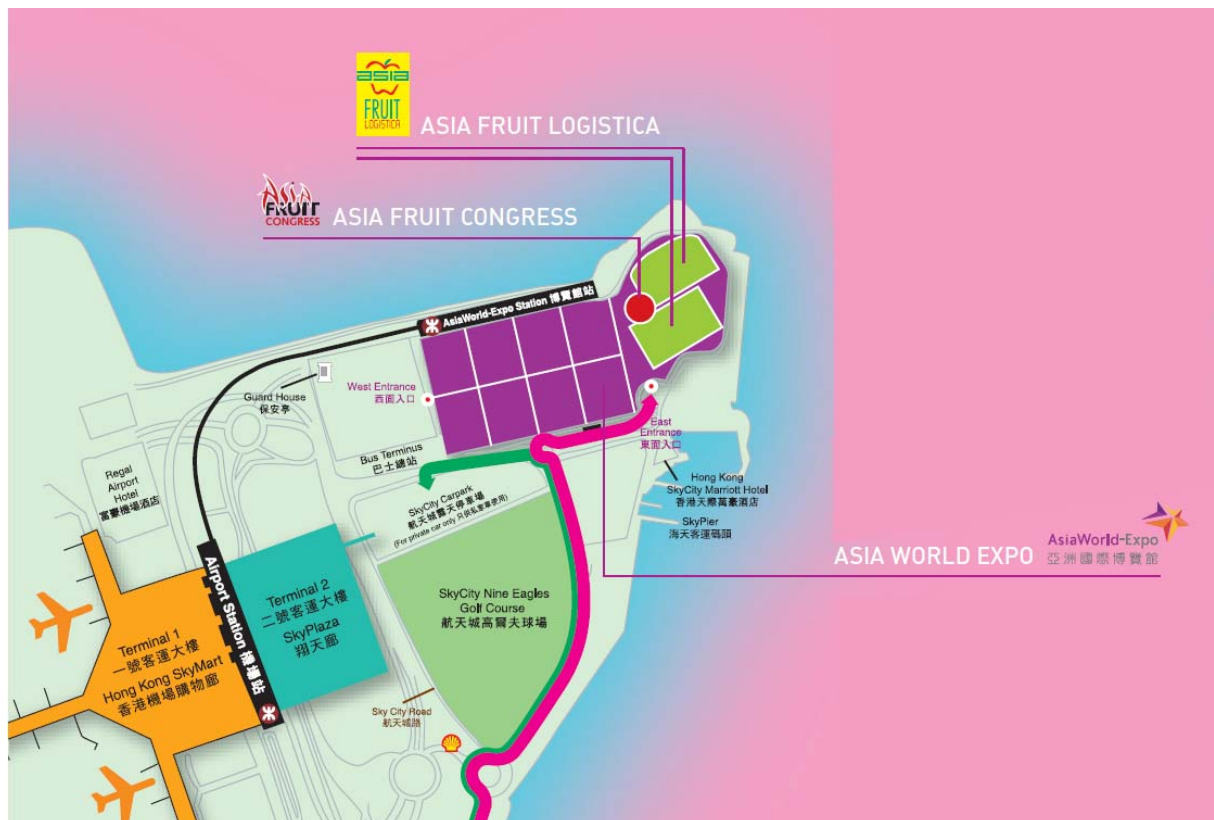 asia
FRUIT
LOGISTICA
ASIA FRUIT LOGISTICA
ASIA
FRUIT
CONGRESS
ASIA FRUIT CONGRESS
AsiaWorld-Expo Station 博覽館站
West Entrance
西面入口
Guard House
保安亭
East
Entrance
東面入口
Bus Terminus
巴士總站
Regal
Airport
Hotel
富豪機場酒店
SkyCity Carpark
航天城露天停車場
(For private car only 只供私家車使用)
Hong Kong
SkyCity Marriott Hotel
香港天際萬豪酒店
SkyPier
海天客運碼頭
ASIA WORLD EXPO
AsiaWorld-Expo
亞洲國際博覽館
Airport Station 機場站
Terminal 2
二號客運大樓
SkyPlaza
翔天廊
SkyCity Nine Eagles
Golf Course
航天城高爾夫球場
Terminal 1
一號客運大樓
Hong Kong SkyMart
香港機場購物廊
Sky City Road
航天城路